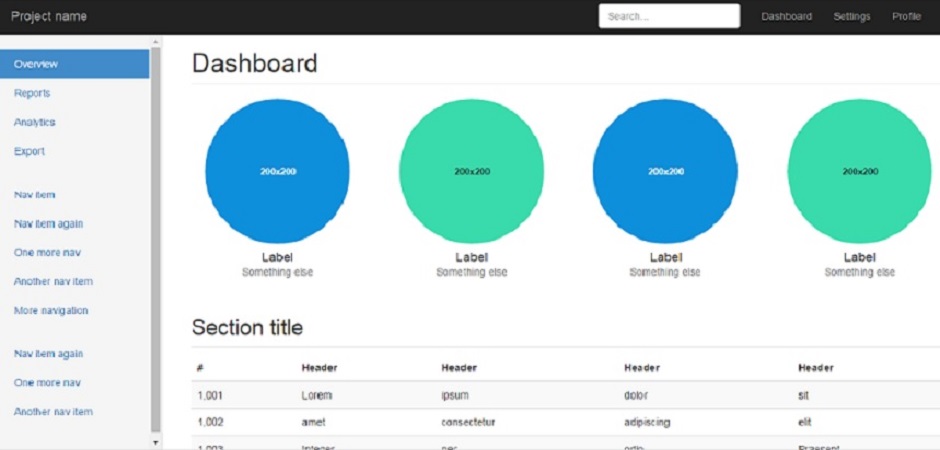 Project name
Search...
Dashboard Settings Profile
Overview
Reports
Analytics
Export
Nav item
Nav item again
One more nav
Another nav item
More navigation
Nav item again
One more nav
Another nav item
Dashboard
200x200 200x200 200x200 200x200
Label Label Label Label
Something else Something else Something else Something else
Section title
# Header Header Header Header
1,001 Lorem ipsum dolor sit
1,002 amet consectetur adipiscing elit
1,003 Integer nec odio Praesent